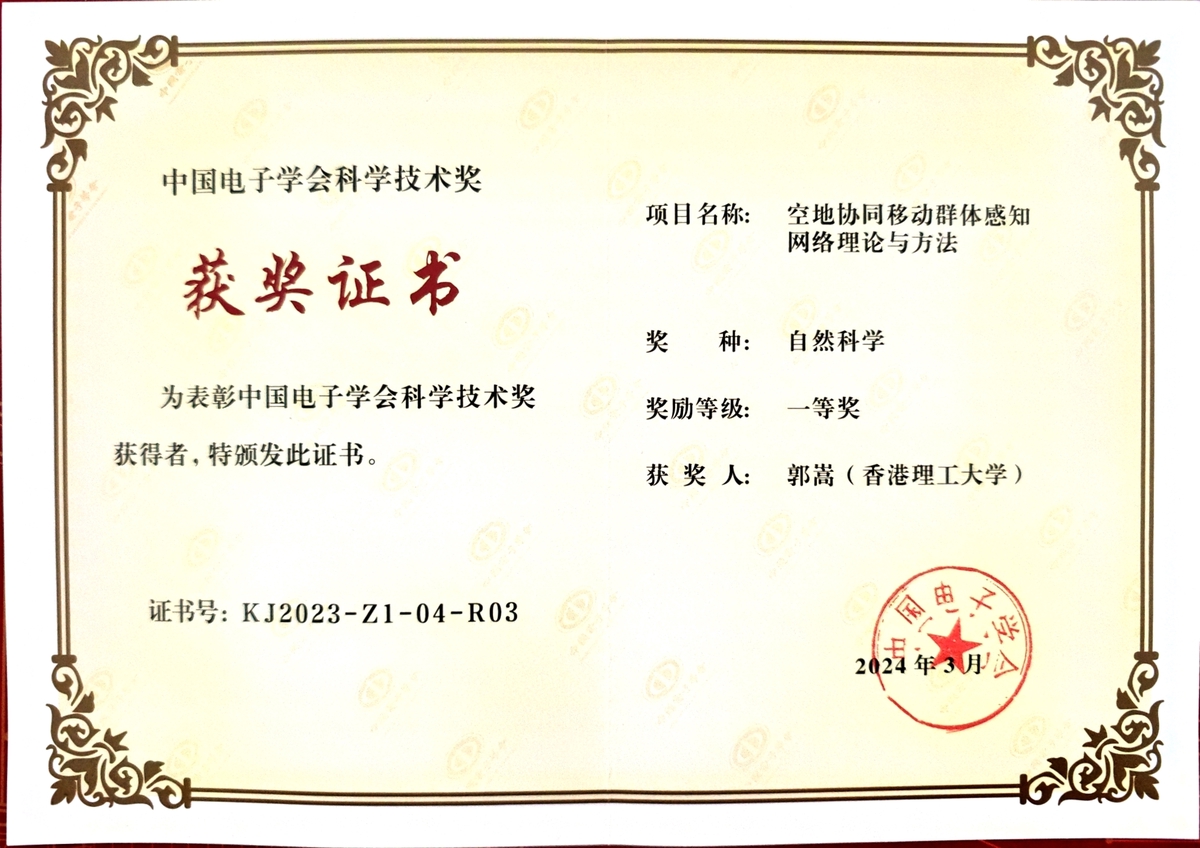 中国电子学会科学技术奖
获奖证书
为表彰中国电子学会科学技术奖
获得者，特颁发此证书。
证书号：KJ2023-Z1-04-R03
项目名称： 空地协同移动群体感知
网络理论与方法
奖 种： 自然科学
奖励等级： 一等奖
获 奖 人： 郭嵩（香港理工大学）
中国电子学会
2024 年 3 月